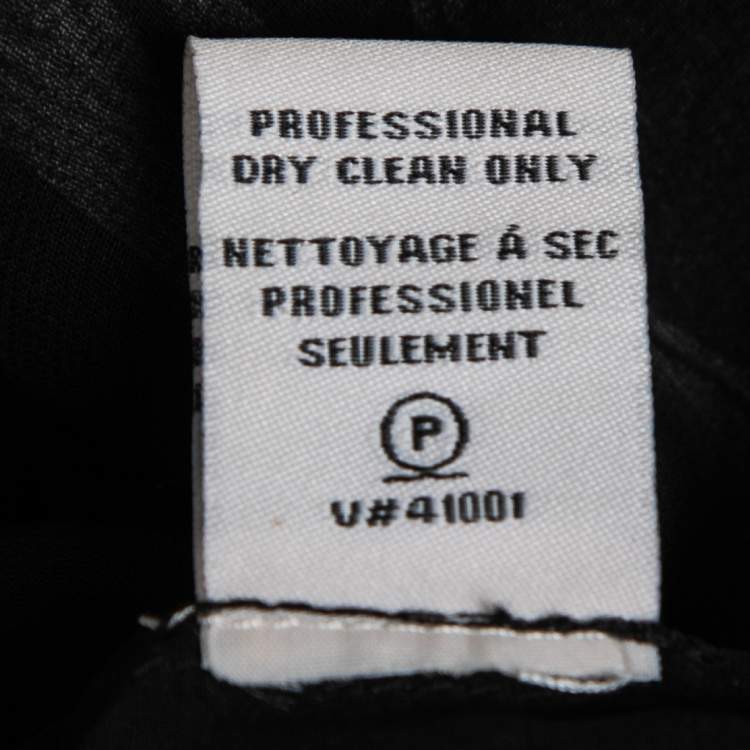 PROFESSIONAL
DRY CLEAN ONLY
NETTOYAGE Á SEC
PROFESSIONEL
SEULEMENT
P
V#41001